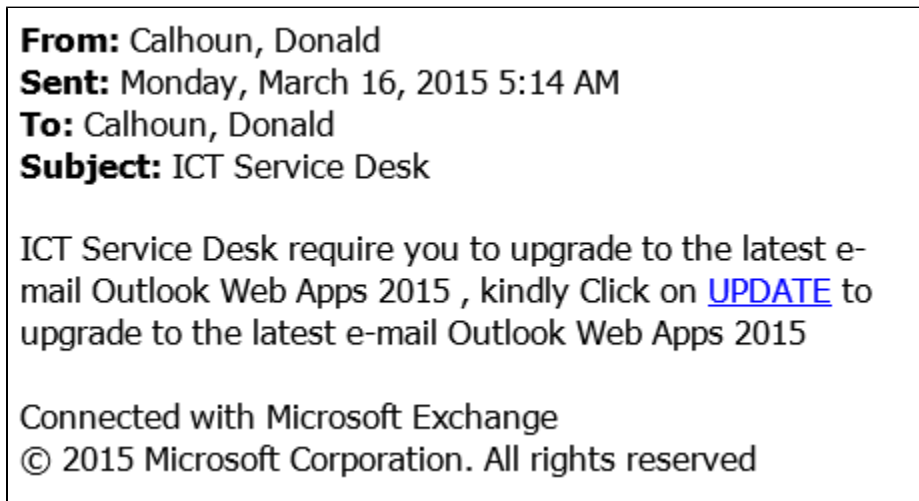 From: Calhoun, Donald
Sent: Monday, March 16, 2015 5:14 AM
To: Calhoun, Donald
Subject: ICT Service Desk
ICT Service Desk require you to upgrade to the latest e-
mail Outlook Web Apps 2015 , kindly Click on UPDATE to
upgrade to the latest e-mail Outlook Web Apps 2015
Connected with Microsoft Exchange
© 2015 Microsoft Corporation. All rights reserved